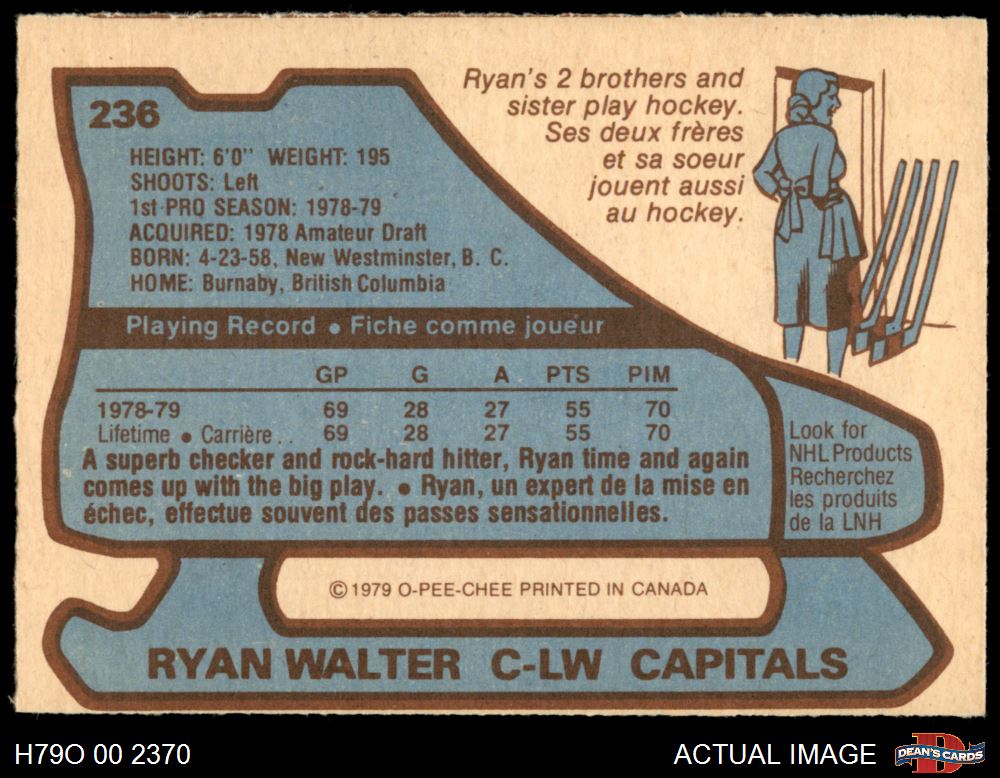 236
HEIGHT: 6'0" WEIGHT: 195
SHOOTS: Left
1st PRO SEASON: 1978-79
ACQUIRED: 1978 Amateur Draft
BORN: 4-23-58, New Westminster, B. C.
HOME: Burnaby, British Columbia
Ryan's 2 brothers and
sister play hockey.
Ses deux frères
et sa soeur
jouent aussi
au hockey.
Playing Record • Fiche comme joueur
GP G A PTS PIM
1978-79 69 28 27 55 70
Lifetime • Carrière . . 69 28 27 55 70
A superb checker and rock-hard hitter, Ryan time and again
comes up with the big play. • Ryan, un expert de la mise en
échec, effectue souvent des passes sensationnelles.
Look for
NHL Products
Recherchez
les produits
de la LNH
© 1979 O-PEE-CHEE PRINTED IN CANADA
RYAN WALTER C-LW CAPITALS
H79O 00 2370
ACTUAL IMAGE
D
DEAN'S CARDS